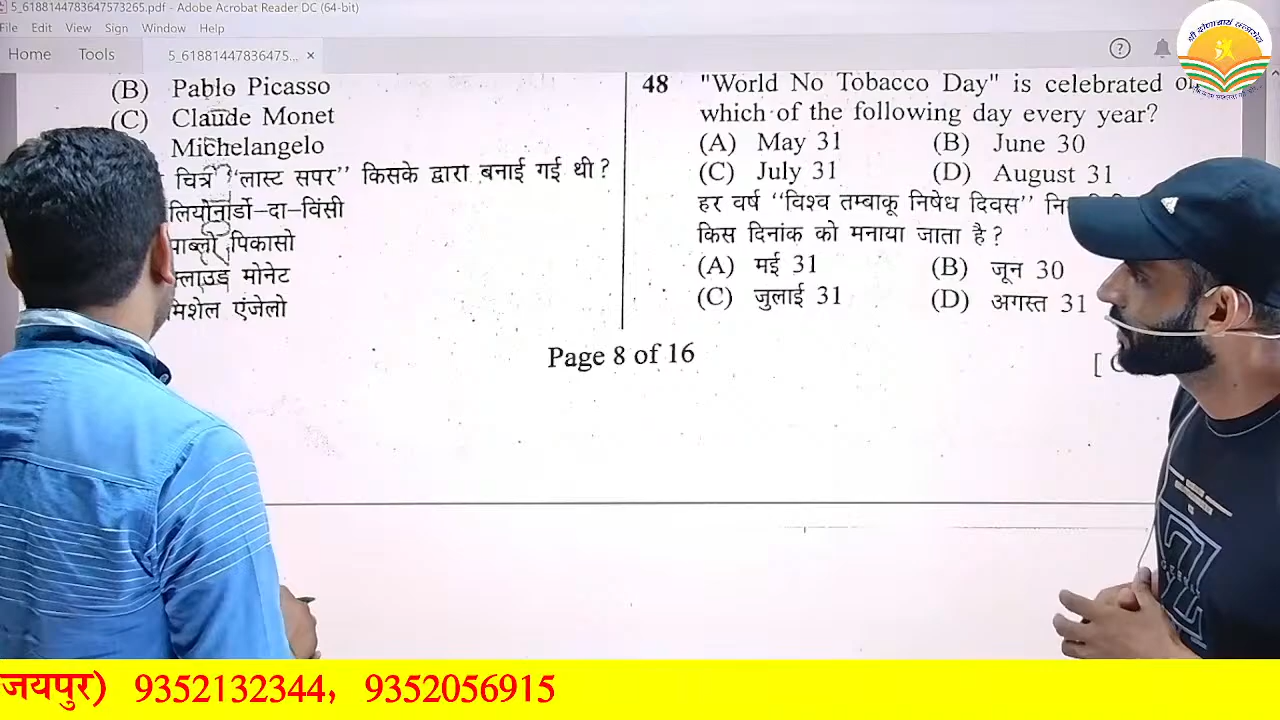 5_6188144783647573265.pdf - Adobe Acrobat Reader DC (64-bit)
File Edit View Sign Window Help
Home Tools 5_61881447836475... ×
(B) Pablo Picasso
(C) Claude Monet
Michelangelo
चित्र "लास्ट सपर" किसके द्वारा बनाई गई थी ?
लियोनार्डो-दा-विंसी
पाब्लो पिकासो
क्लाउड मोनेट
मिशेल एंजेलो
48 "World No Tobacco Day" is celebrated on
which of the following day every year?
(A) May 31 (B) June 30
(C) July 31 (D) August 31
हर वर्ष "विश्व तम्बाकू निषेध दिवस"
किस दिनांक को मनाया जाता है ?
(A) मई 31 (B) जून 30
(C) जुलाई 31 (D) अगस्त 31
Page 8 of 16
जयपुर) 9352132344, 9352056915